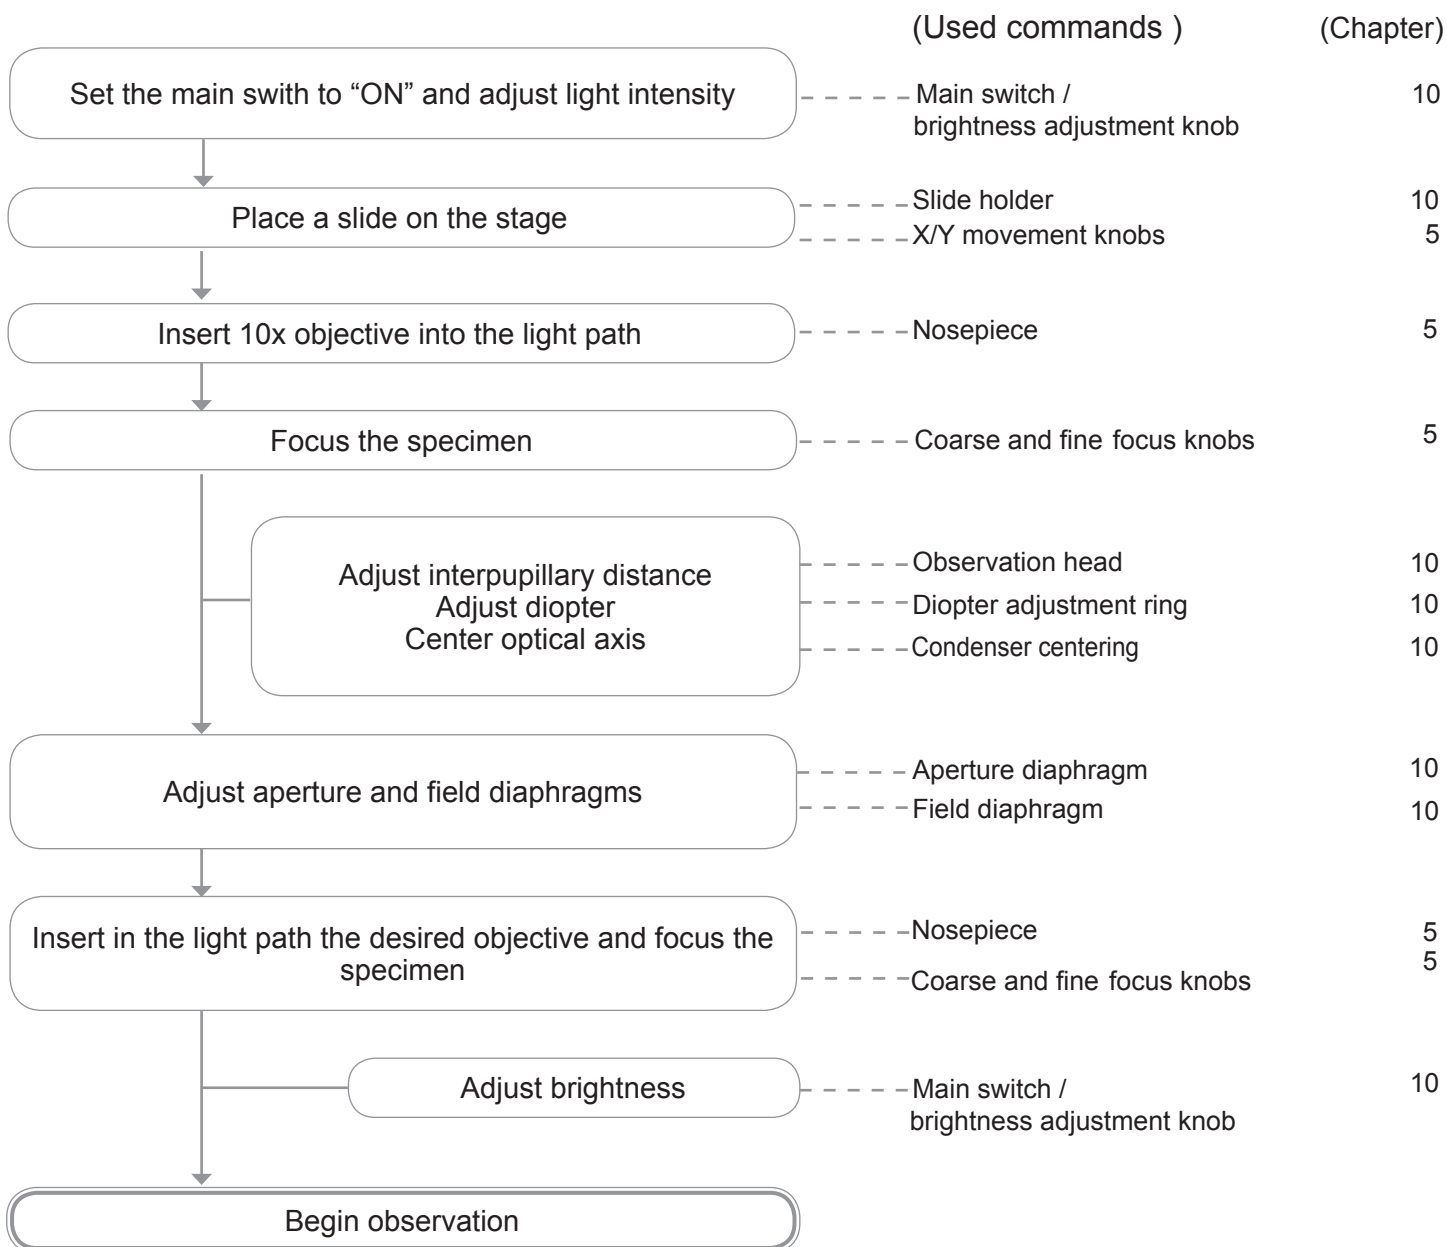 (Used commands ) (Chapter)
Set the main swith to “ON” and adjust light intensity
Main switch / 10
brightness adjustment knob
Place a slide on the stage
Slide holder 10
X/Y movement knobs 5
Insert 10x objective into the light path
Nosepiece 5
Focus the specimen
Coarse and fine focus knobs 5
Adjust interpupillary distance
Adjust diopter
Center optical axis
Observation head 10
Diopter adjustment ring 10
Condenser centering 10
Adjust aperture and field diaphragms
Aperture diaphragm 10
Field diaphragm 10
Insert in the light path the desired objective and focus the
specimen
Nosepiece 5
Coarse and fine focus knobs 5
Adjust brightness
Main switch / 10
brightness adjustment knob
Begin observation